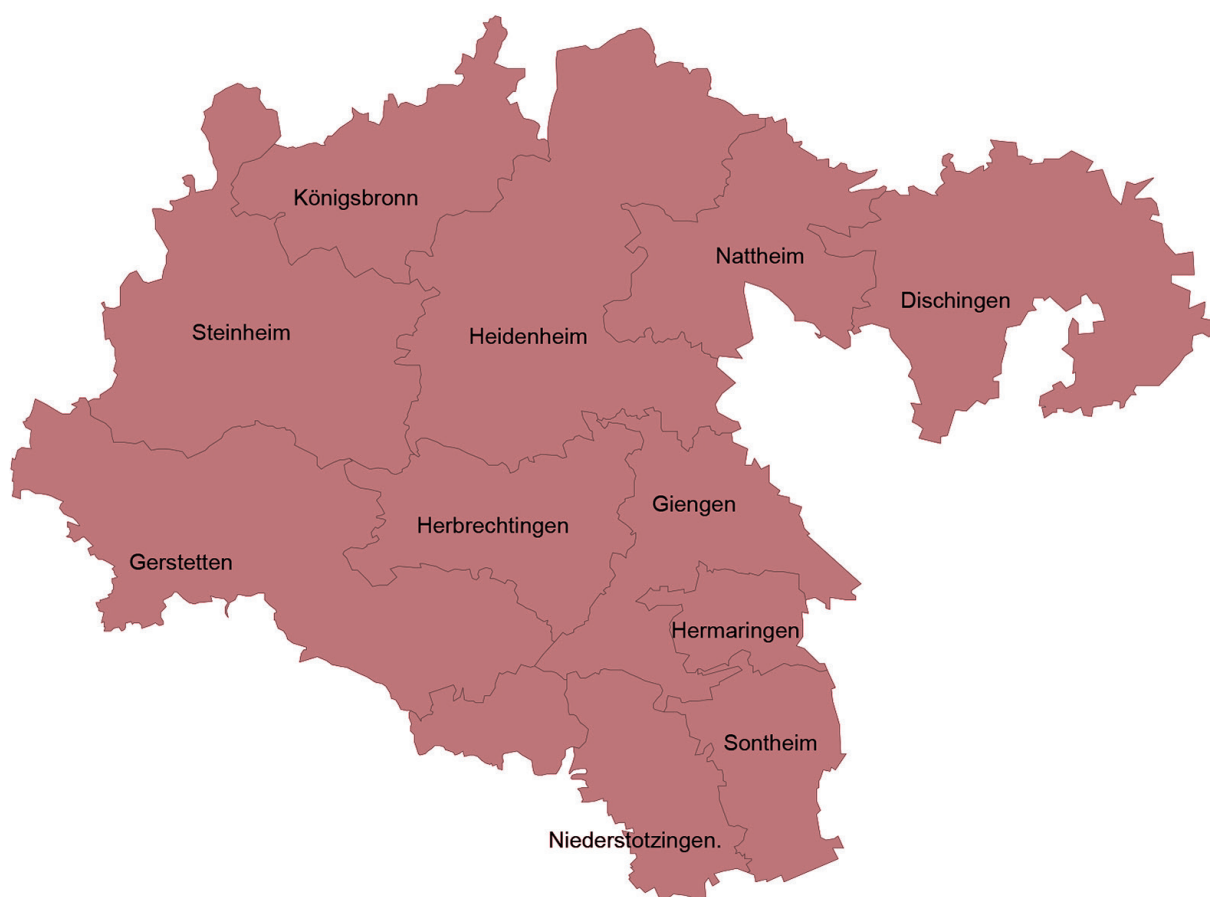 Königsbronn
Nattheim
Dischingen
Steinheim
Heidenheim
Giengen
Herbrechtingen
Gerstetten
Hermaringen
Sontheim
Niederstotzingen.